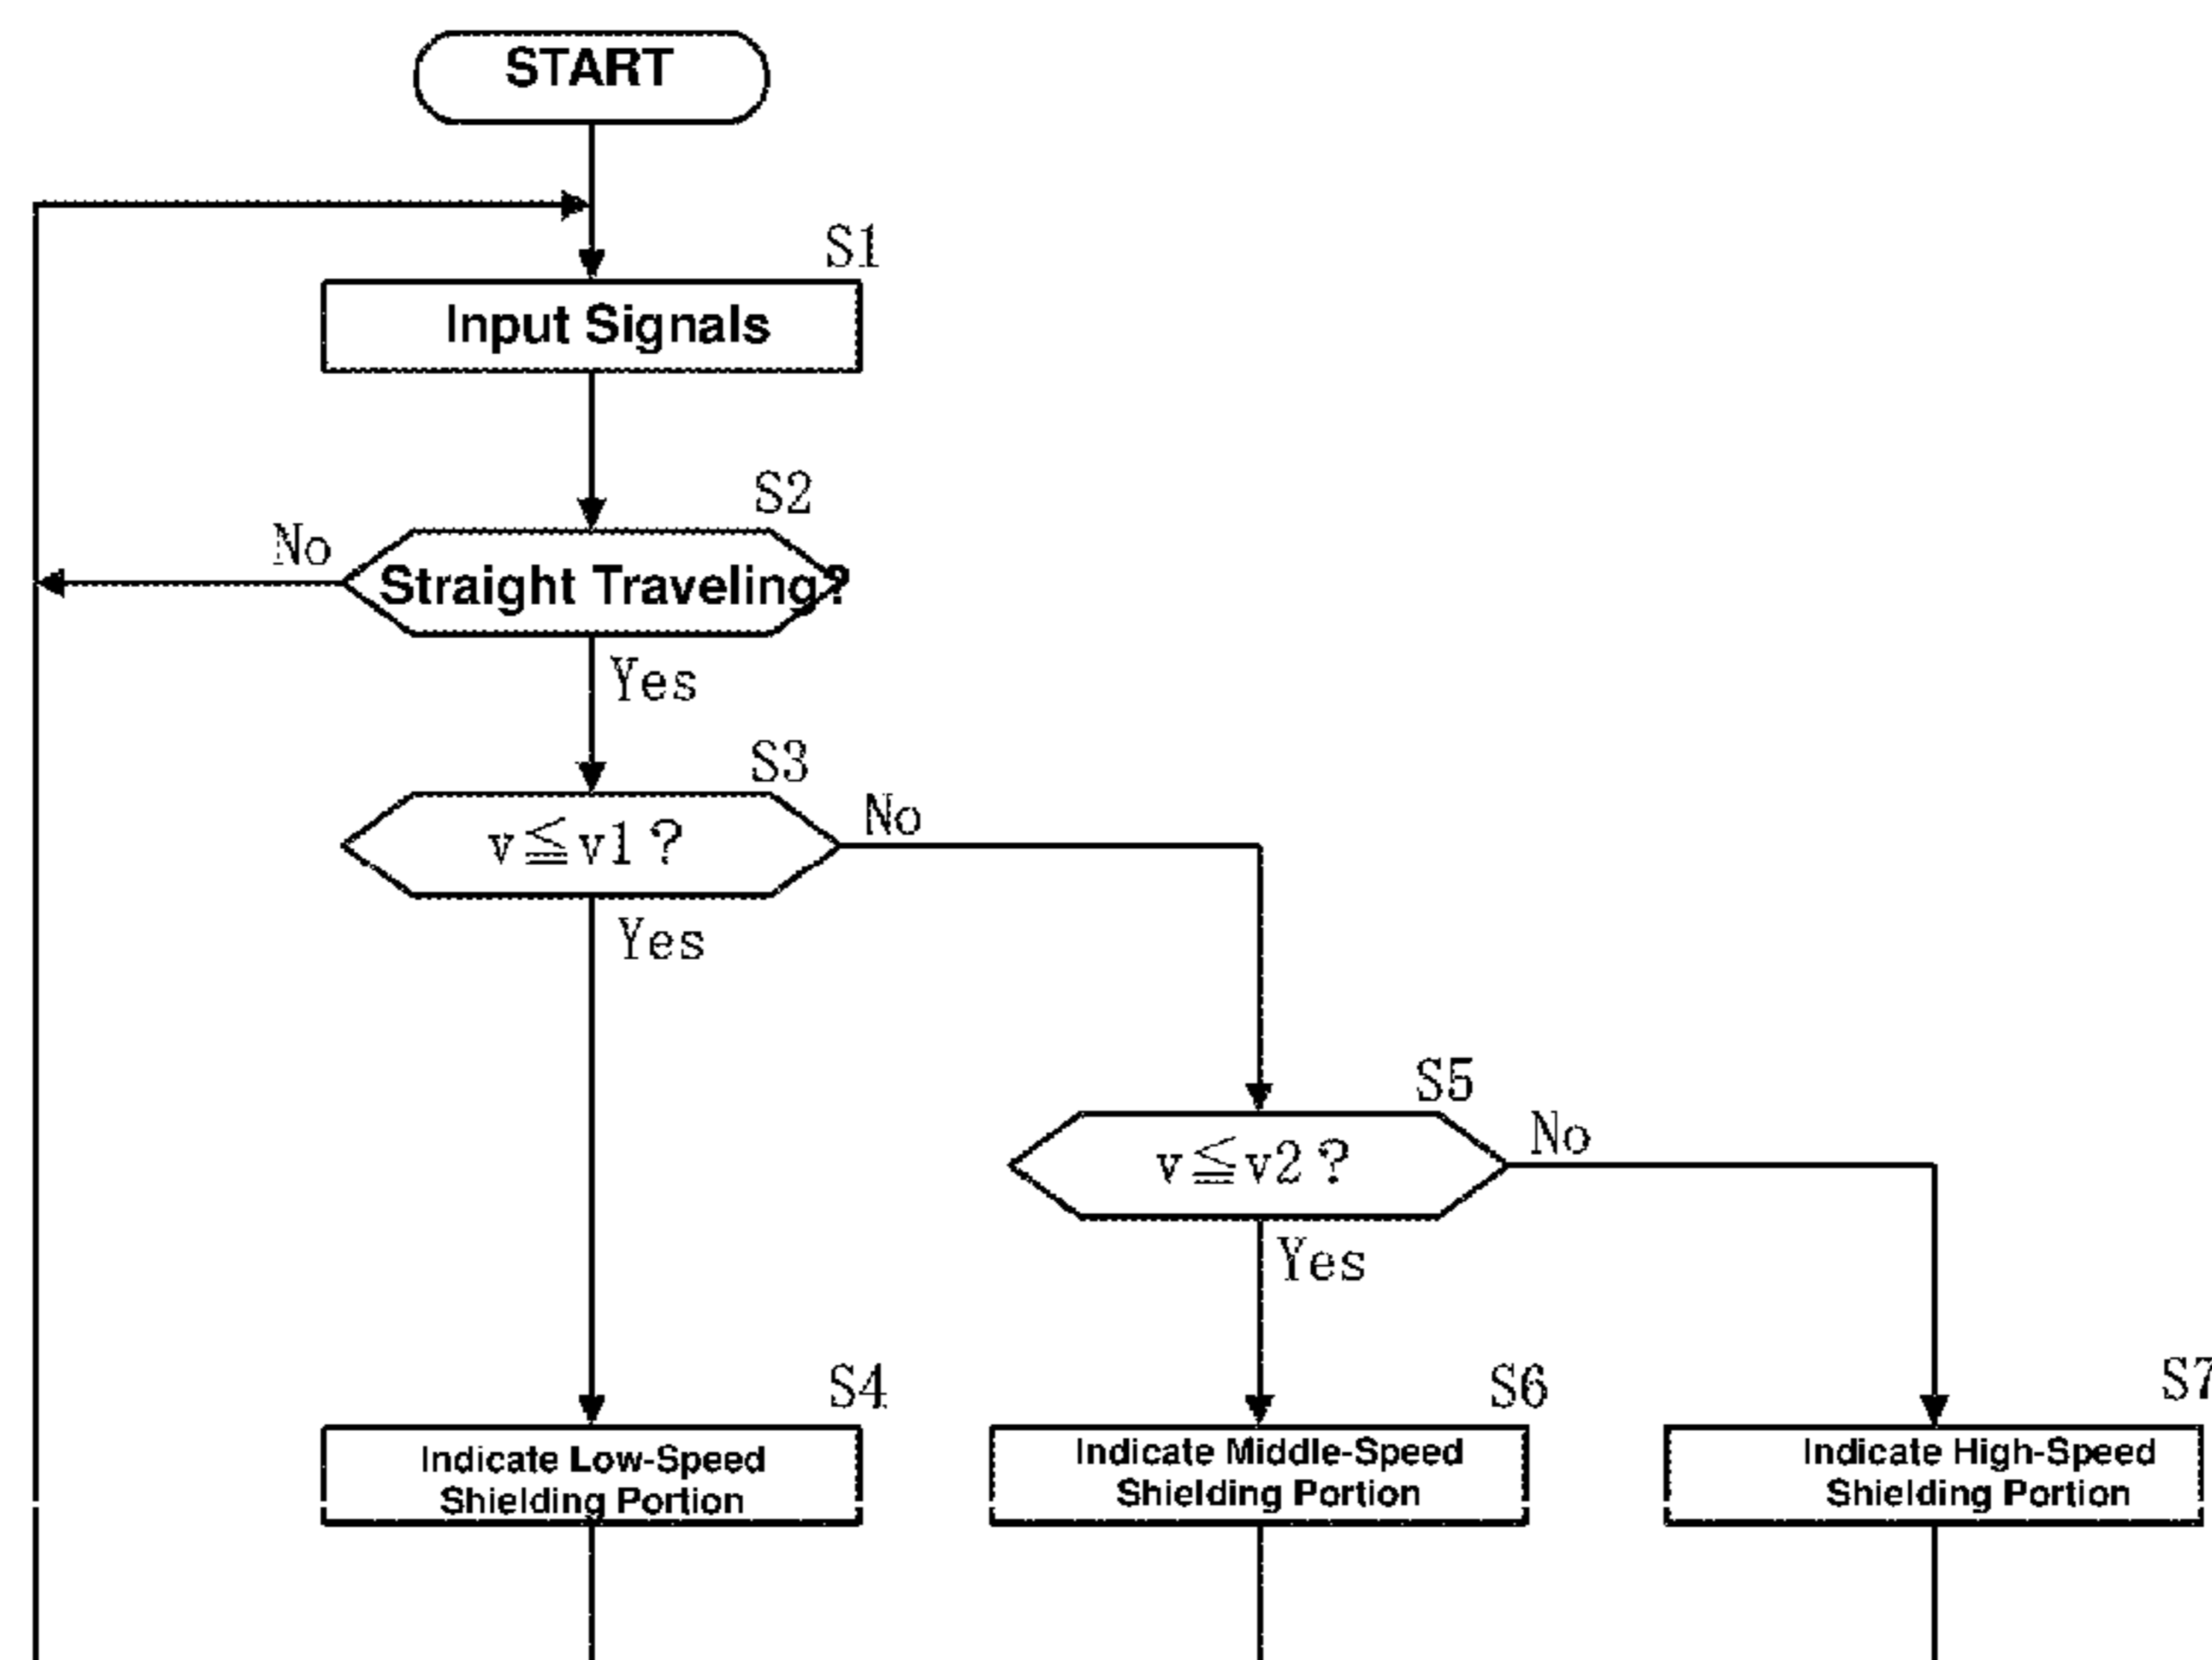 START
S1
Input Signals
S2
No
Straight Traveling?
Yes
S3
v≦v1?
No
Yes
S5
v≦v2?
No
Yes
S4
Indicate Low-Speed
Shielding Portion
S6
Indicate Middle-Speed
Shielding Portion
S7
Indicate High-Speed
Shielding Portion